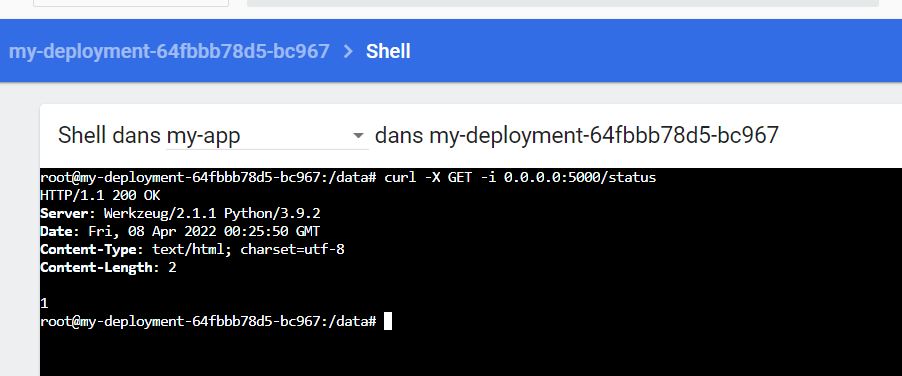 my-deployment-64fbbb78d5-bc967 > Shell
Shell dans my-app dans my-deployment-64fbbb78d5-bc967
root@my-deployment-64fbbb78d5-bc967:/data# curl -X GET -i 0.0.0.0:5000/status
HTTP/1.1 200 OK
Server: Werkzeug/2.1.1 Python/3.9.2
Date: Fri, 08 Apr 2022 00:25:50 GMT
Content-Type: text/html; charset=utf-8
Content-Length: 2
1
root@my-deployment-64fbbb78d5-bc967:/data#